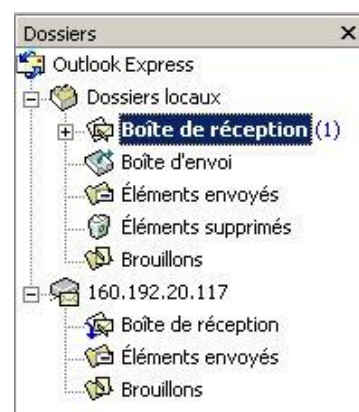 Dossiers
Outlook Express
Dossiers locaux
Boîte de réception (1)
Boîte d'envoi
Éléments envoyés
Éléments supprimés
Brouillons
160.192.20.117
Boîte de réception
Éléments envoyés
Brouillons